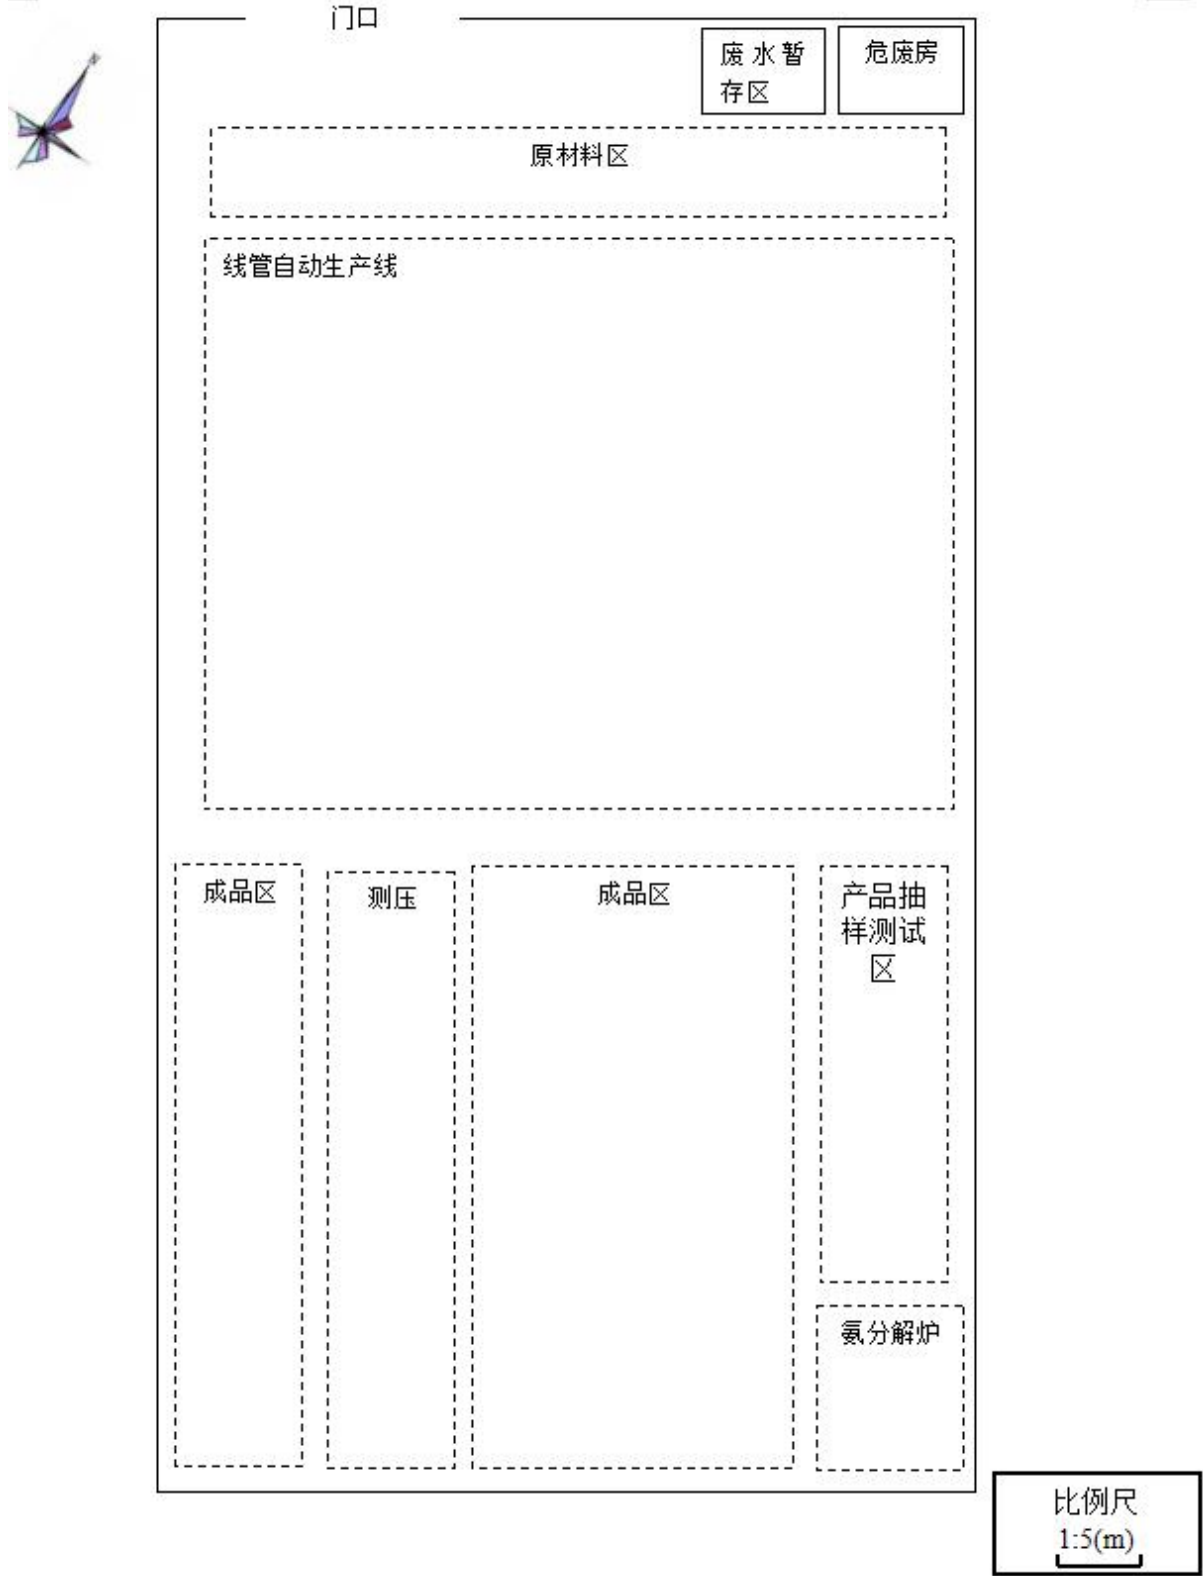 门口
废水暂
存区
危废房
原材料区
线管自动生产线
成品区
测压
成品区
产品抽
样测试
区
氨分解炉
比例尺
1:5(m)